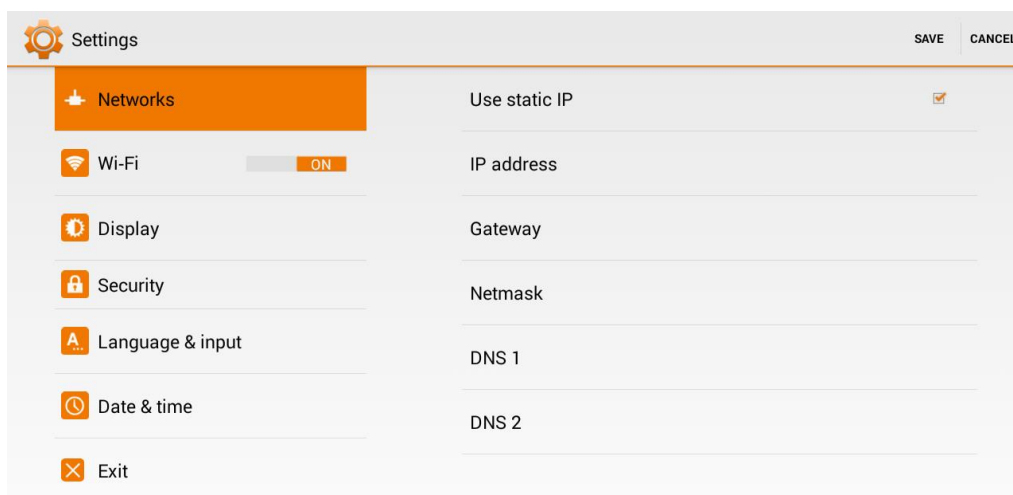 Settings
SAVE
CANCEL
Networks
Use static IP
Wi-Fi
ON
IP address
Display
Gateway
Security
Netmask
Language & input
DNS 1
Date & time
DNS 2
Exit